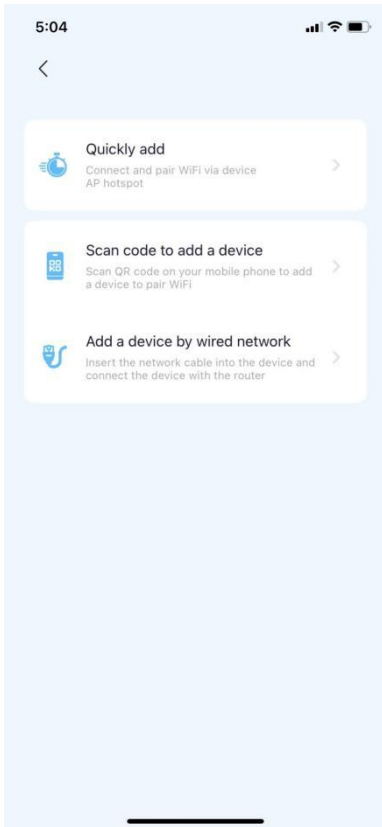 5:04
Quickly add
Connect and pair WiFi via device
AP hotspot
Scan code to add a device
Scan QR code on your mobile phone to add
a device to pair WiFi
Add a device by wired network
Insert the network cable into the device and
connect the device with the router